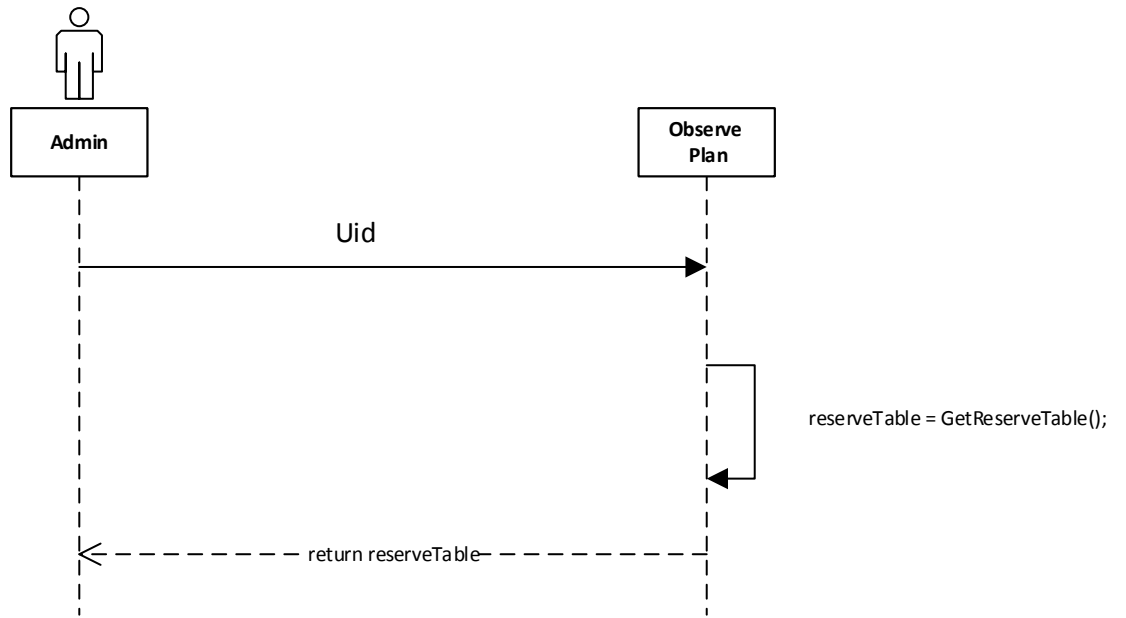 Admin
Observe
Plan
Uid
reserveTable = GetReserveTable();
return reserveTable